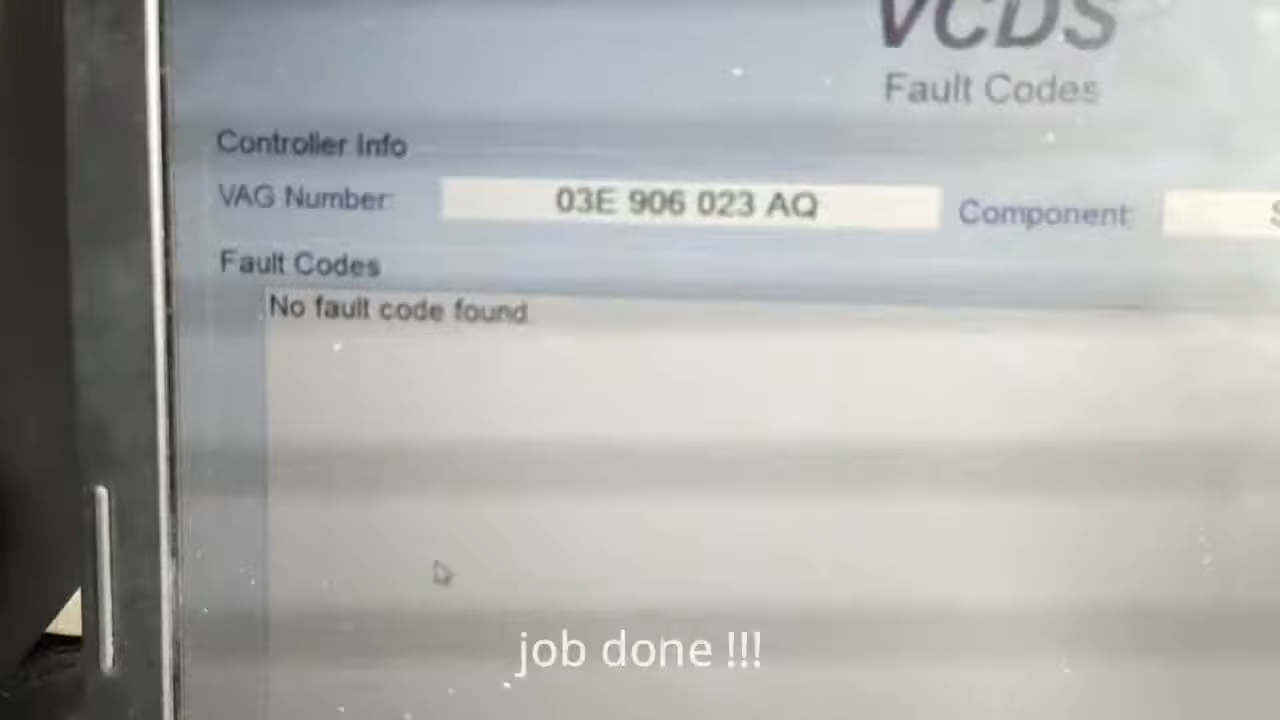 VCDS
Fault Codes
Controller Info
VAG Number: 03E 906 023 AQ Component:
Fault Codes
No fault code found
job done !!!